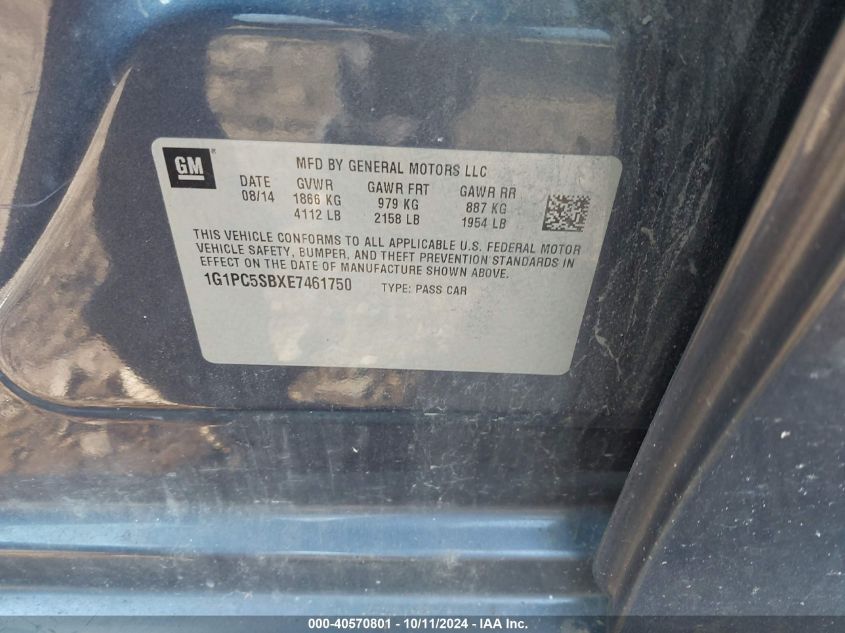 GM
MFD BY GENERAL MOTORS LLC
DATE GVWR GAWR FRT GAWR RR
08/14 1866 KG 979 KG 887 KG
4112 LB 2158 LB 1954 LB
THIS VEHICLE CONFORMS TO ALL APPLICABLE U.S. FEDERAL MOTOR
VEHICLE SAFETY, BUMPER, AND THEFT PREVENTION STANDARDS IN
EFFECT ON THE DATE OF MANUFACTURE SHOWN ABOVE.
1G1PC5SBXE7461750 TYPE: PASS CAR
000-40570801 - 10/11/2024 - IAA Inc.